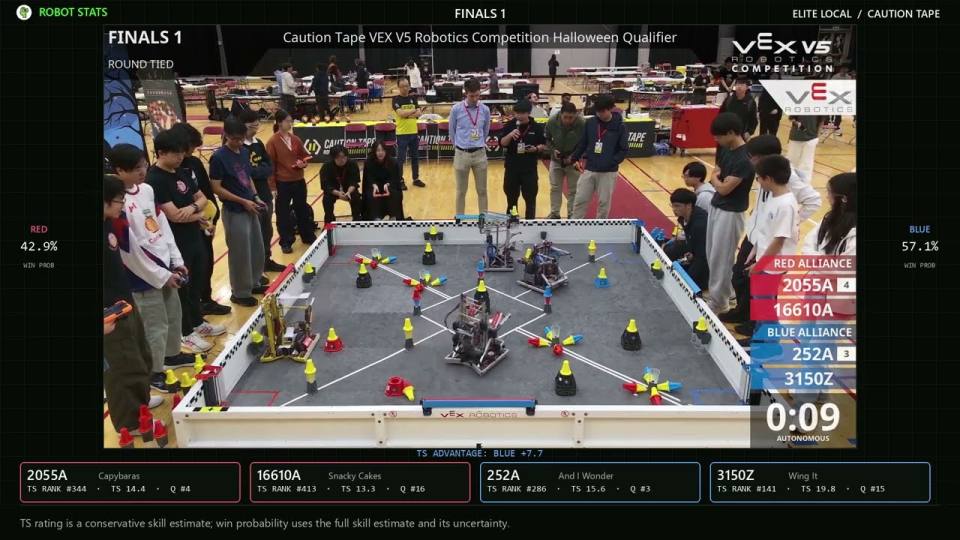 ROBOT STATS
FINALS 1
ELITE LOCAL / CAUTION TAPE
FINALS 1
ROUND TIED
Caution Tape VEX V5 Robotics Competition Halloween Qualifier
VEX V5
ROBOTICS
COMPETITION
VEX
ROBOTICS
CAUTION TAPE
CAUTION TAPE
RED
42.9%
WIN PROB
BLUE
57.1%
WIN PROB
RED ALLIANCE
2055A 4
16610A
BLUE ALLIANCE
252A 3
3150Z
0:09
AUTONOMOUS
VEX ROBOTICS
TS ADVANTAGE: BLUE +7.7
2055A Capybaras
TS RANK #344 · TS 14.4 · Q #4
16610A Snacky Cakes
TS RANK #413 · TS 13.3 · Q #16
252A And I Wonder
TS RANK #286 · TS 15.6 · Q #3
3150Z Wing It
TS RANK #141 · TS 19.8 · Q #15
TS rating is a conservative skill estimate; win probability uses the full skill estimate and its uncertainty.